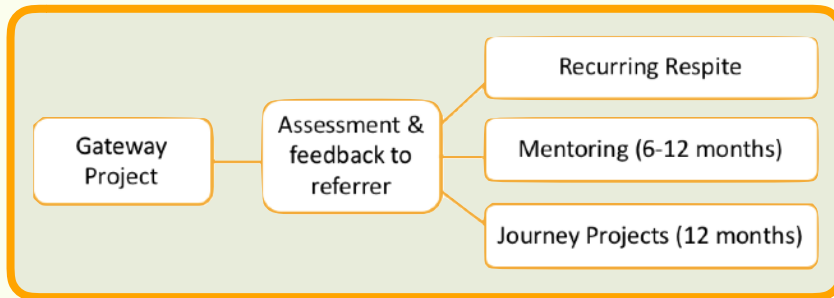 Gateway
Project
Assessment &
feedback to
referrer
Recurring Respite
Mentoring (6-12 months)
Journey Projects (12 months)